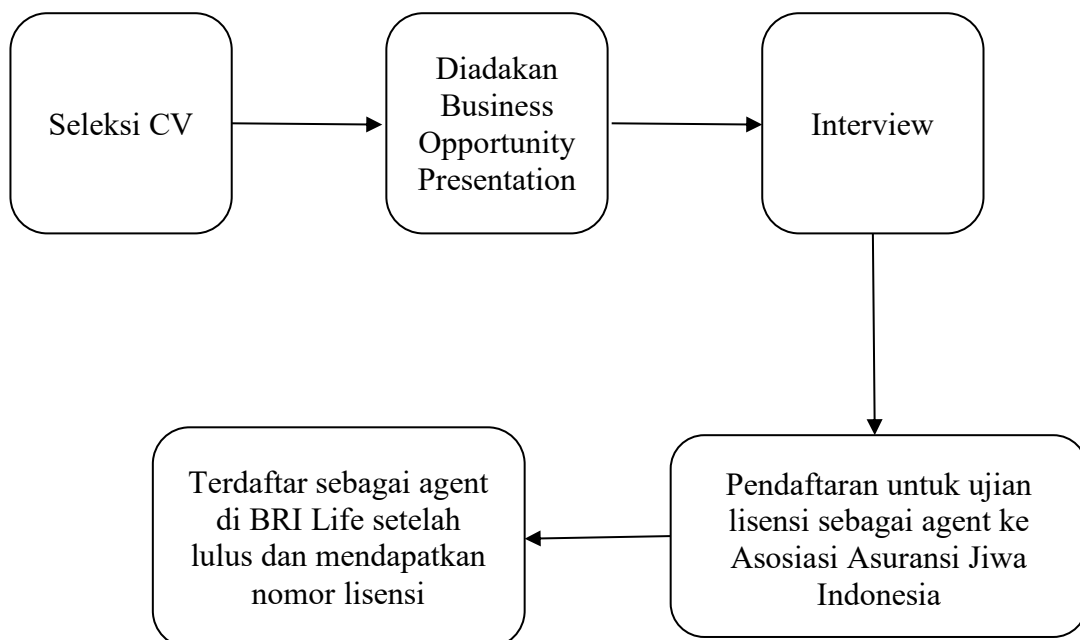 Seleksi CV
Diadakan
Business
Opportunity
Presentation
Interview
Pendaftaran untuk ujian
lisensi sebagai agent ke
Asosiasi Asuransi Jiwa
Indonesia
Terdaftar sebagai agent
di BRI Life setelah
lulus dan mendapatkan
nomor lisensi